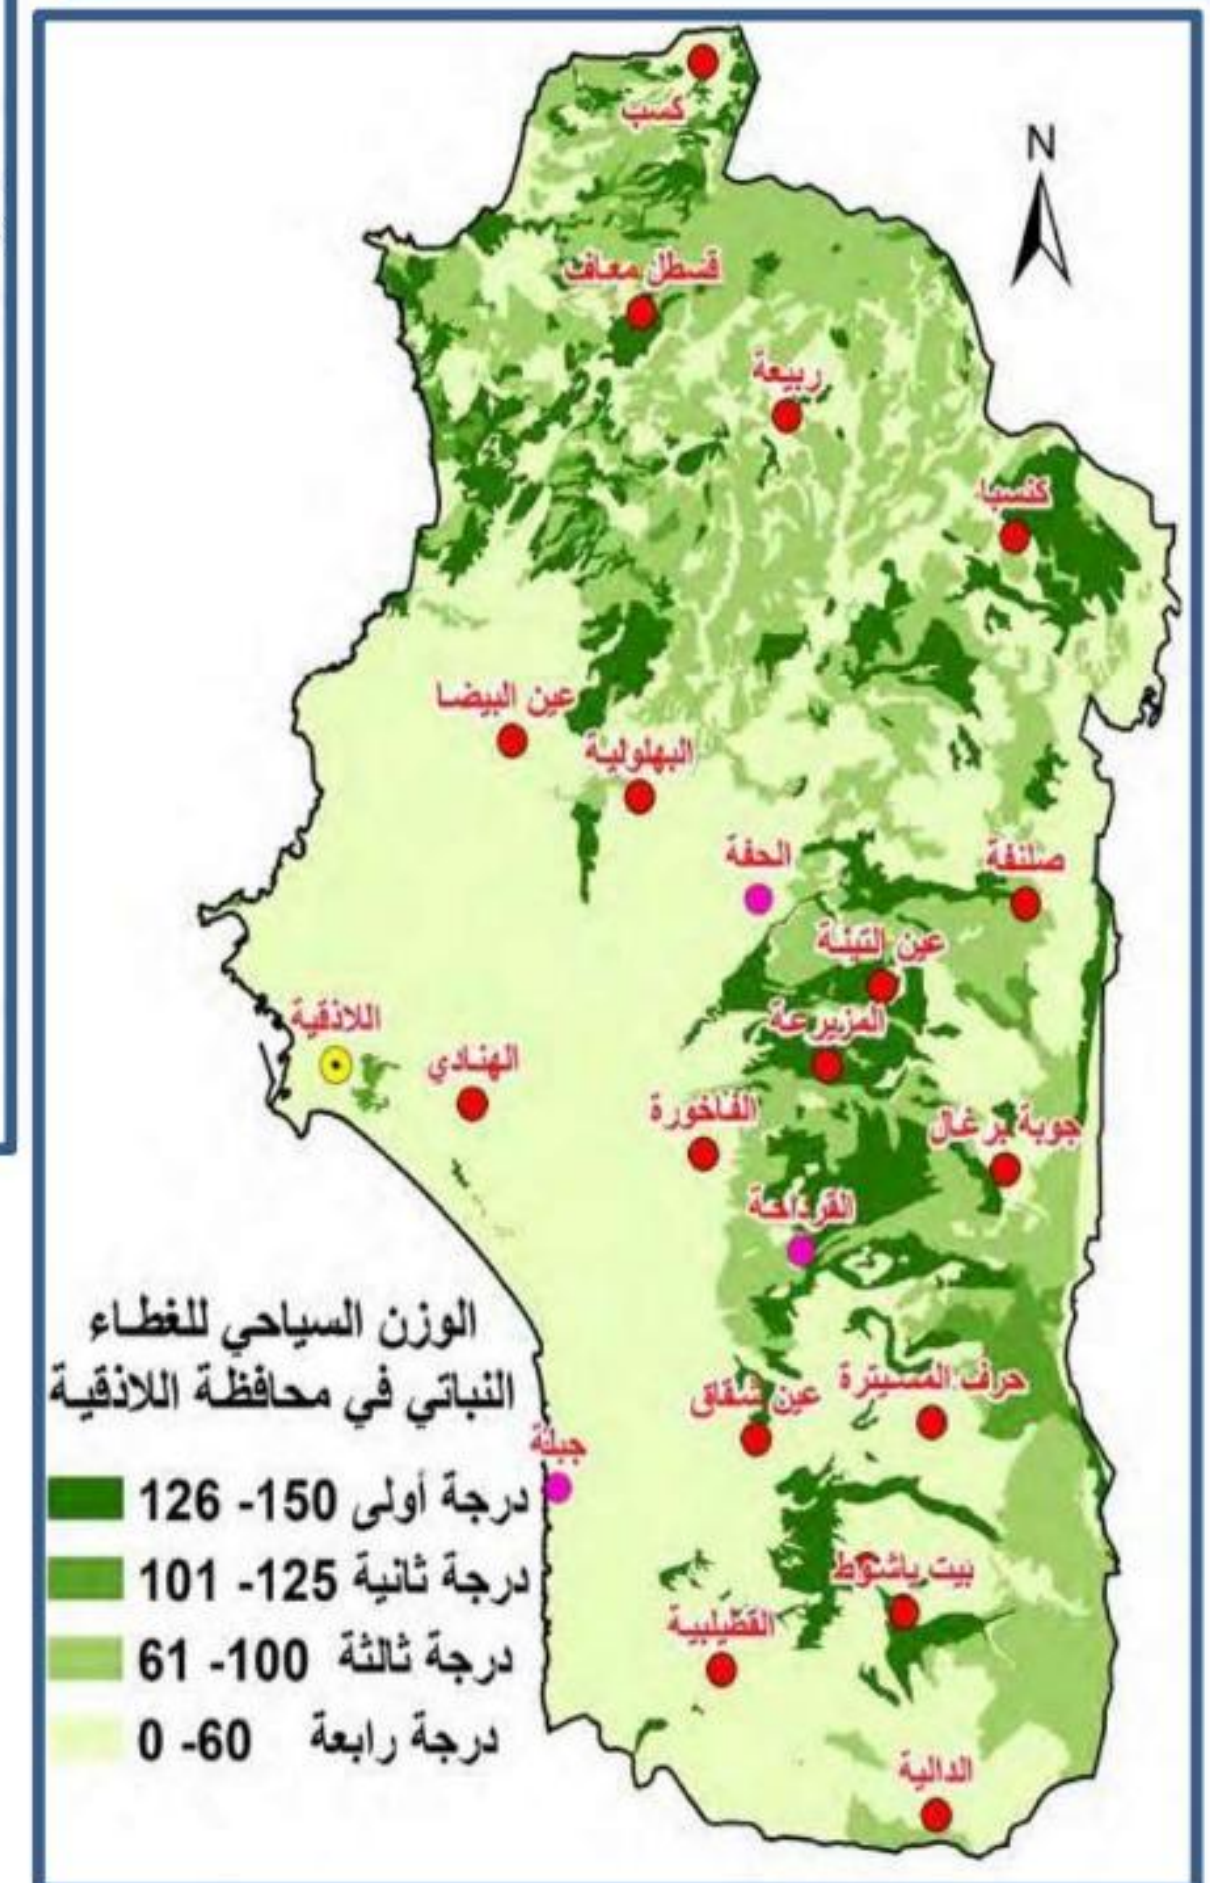 N
كسب
قسطل معاف
ربيعة
كنسبا
عين البيضا
البهلولية
الحفة
صلنفة
عين لتينة
المزيرعة
اللاذقية
الهنادي
الفاخورة
جوبة برغال
القرداحة
حرف المسيترة
عين شقاق
جبلة
بيت ياشوط
القطيلبية
الدالية
الوزن السياحي للغطاء
النباتي في محافظة اللاذقية
درجة أولى 150- 126
درجة ثانية 125- 101
درجة ثالثة 100- 61
درجة رابعة 60- 0